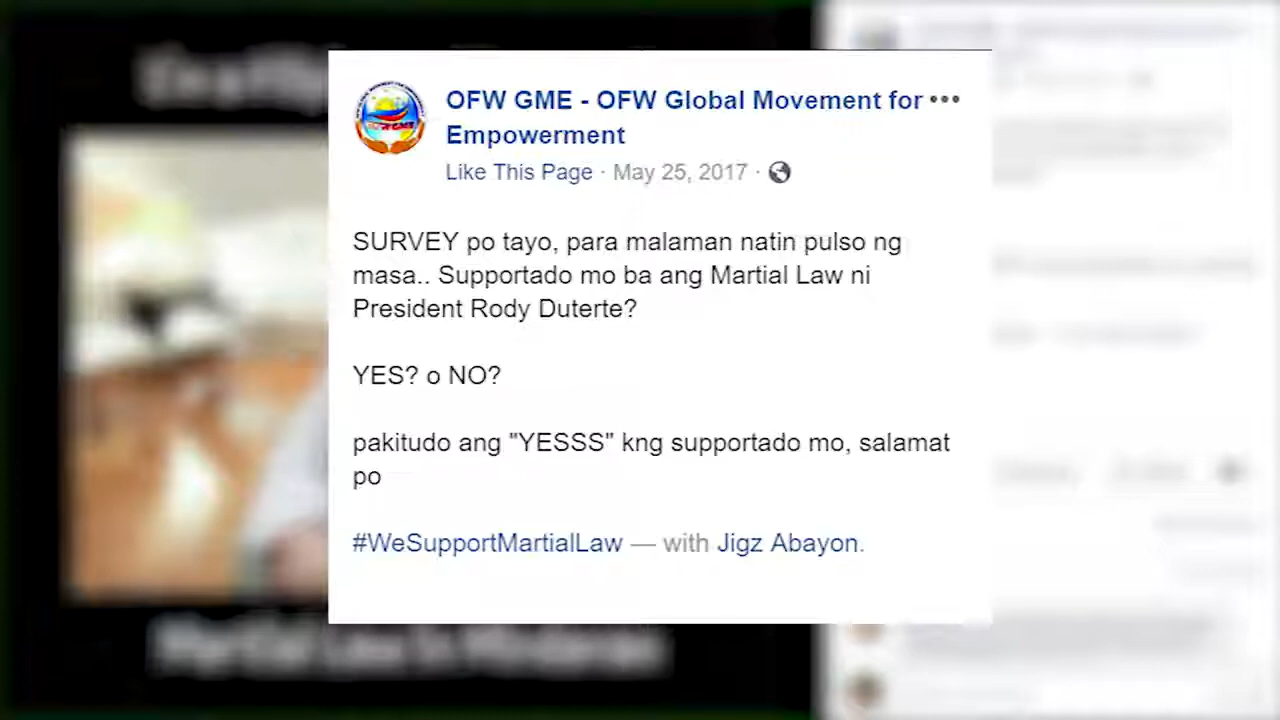 OFW GME - OFW Global Movement for
Empowerment
Like This Page · May 25, 2017 ·
SURVEY po tayo, para malaman natin pulso ng
masa.. Supportado mo ba ang Martial Law ni
President Rody Duterte?
YES? o NO?
pakitudo ang "YESSS" kng supportado mo, salamat
po
#WeSupportMartialLaw — with Jigz Abayon.